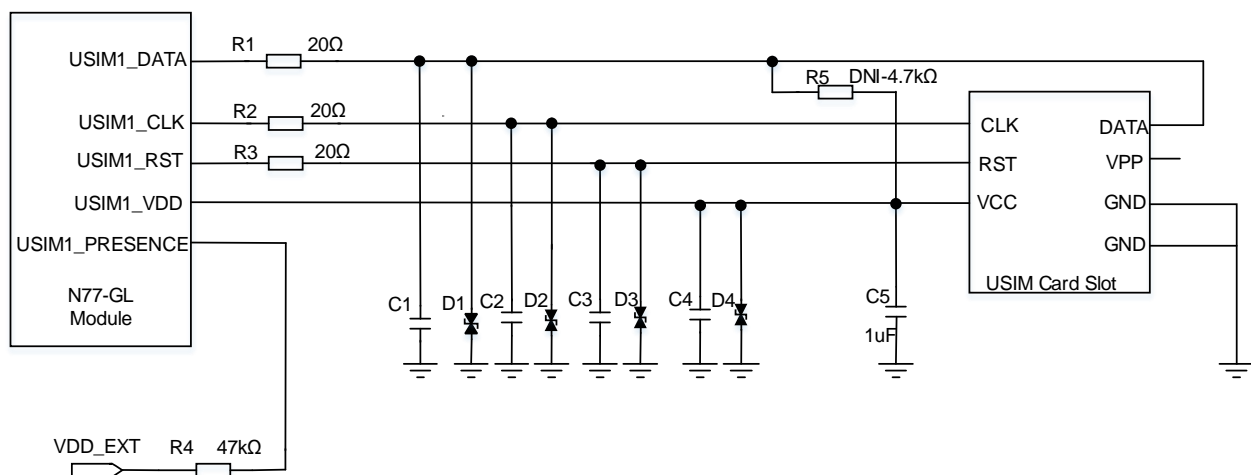 USIM1_DATA
R1
20Ω
R5
DNI-4.7kΩ
USIM1_CLK
R2
20Ω
CLK
DATA
USIM1_RST
R3
20Ω
RST
VPP
USIM1_VDD
VCC
GND
USIM1_PRESENCE
GND
N77-GL
Module
C1
D1
C2
D2
C3
D3
C4
D4
C5
1uF
USIM Card Slot
VDD_EXT
R4
47kΩ